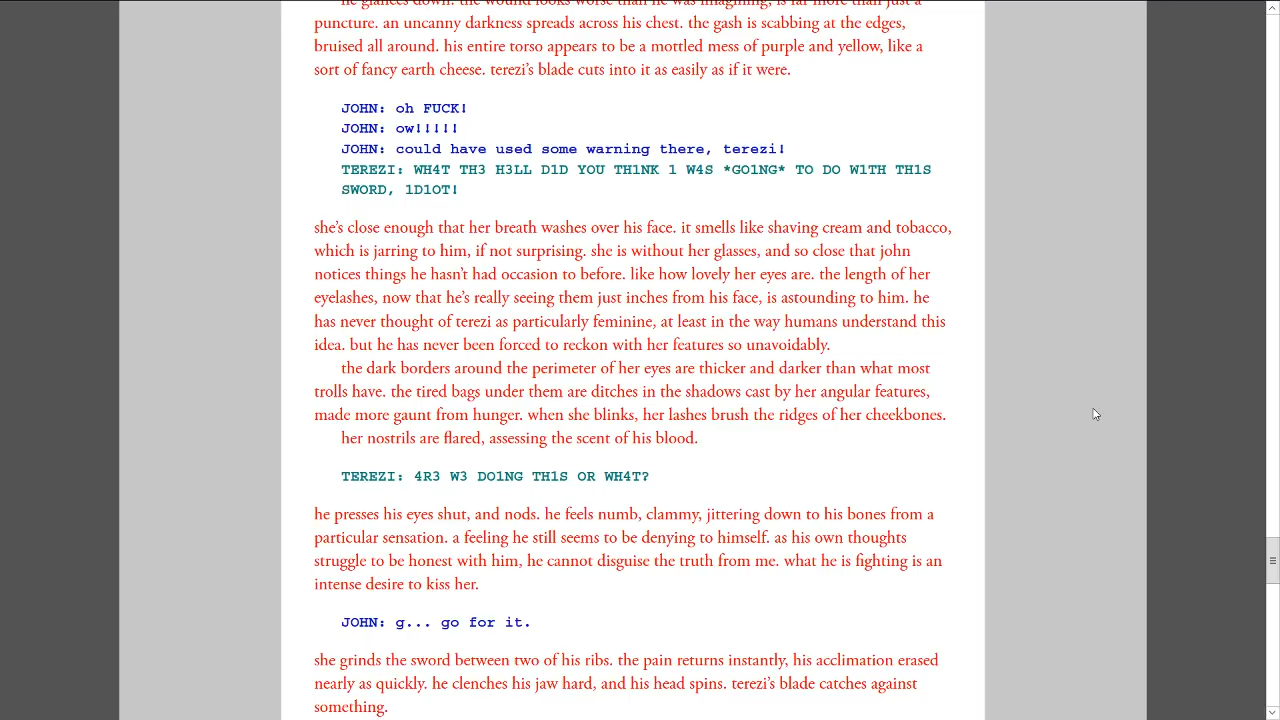 he glances down. the wound looks worse than he was imagining, is far more than just a
puncture. an uncanny darkness spreads across his chest. the gash is scabbing at the edges,
bruised all around. his entire torso appears to be a mottled mess of purple and yellow, like a
sort of fancy earth cheese. terezi’s blade cuts into it as easily as if it were.
JOHN: oh FUCK!
JOHN: ow!!!!!
JOHN: could have used some warning there, terezi!
TEREZI: WH4T TH3 H3LL D1D YOU TH1NK 1 W4S *GO1NG* TO DO W1TH TH1S
SWORD, 1D1OT!
she’s close enough that her breath washes over his face. it smells like shaving cream and tobacco,
which is jarring to him, if not surprising. she is without her glasses, and so close that john
notices things he hasn’t had occasion to before. like how lovely her eyes are. the length of her
eyelashes, now that he’s really seeing them just inches from his face, is astounding to him. he
has never thought of terezi as particularly feminine, at least in the way humans understand this
idea. but he has never been forced to reckon with her features so unavoidably.
the dark borders around the perimeter of her eyes are thicker and darker than what most
trolls have. the tired bags under them are ditches in the shadows cast by her angular features,
made more gaunt from hunger. when she blinks, her lashes brush the ridges of her cheekbones.
her nostrils are flared, assessing the scent of his blood.
TEREZI: 4R3 W3 DO1NG TH1S OR WH4T?
he presses his eyes shut, and nods. he feels numb, clammy, jittering down to his bones from a
particular sensation. a feeling he still seems to be denying to himself. as his own thoughts
struggle to be honest with him, he cannot disguise the truth from me. what he is fighting is an
intense desire to kiss her.
JOHN: g... go for it.
she grinds the sword between two of his ribs. the pain returns instantly, his acclimation erased
nearly as quickly. he clenches his jaw hard, and his head spins. terezi’s blade catches against
something.